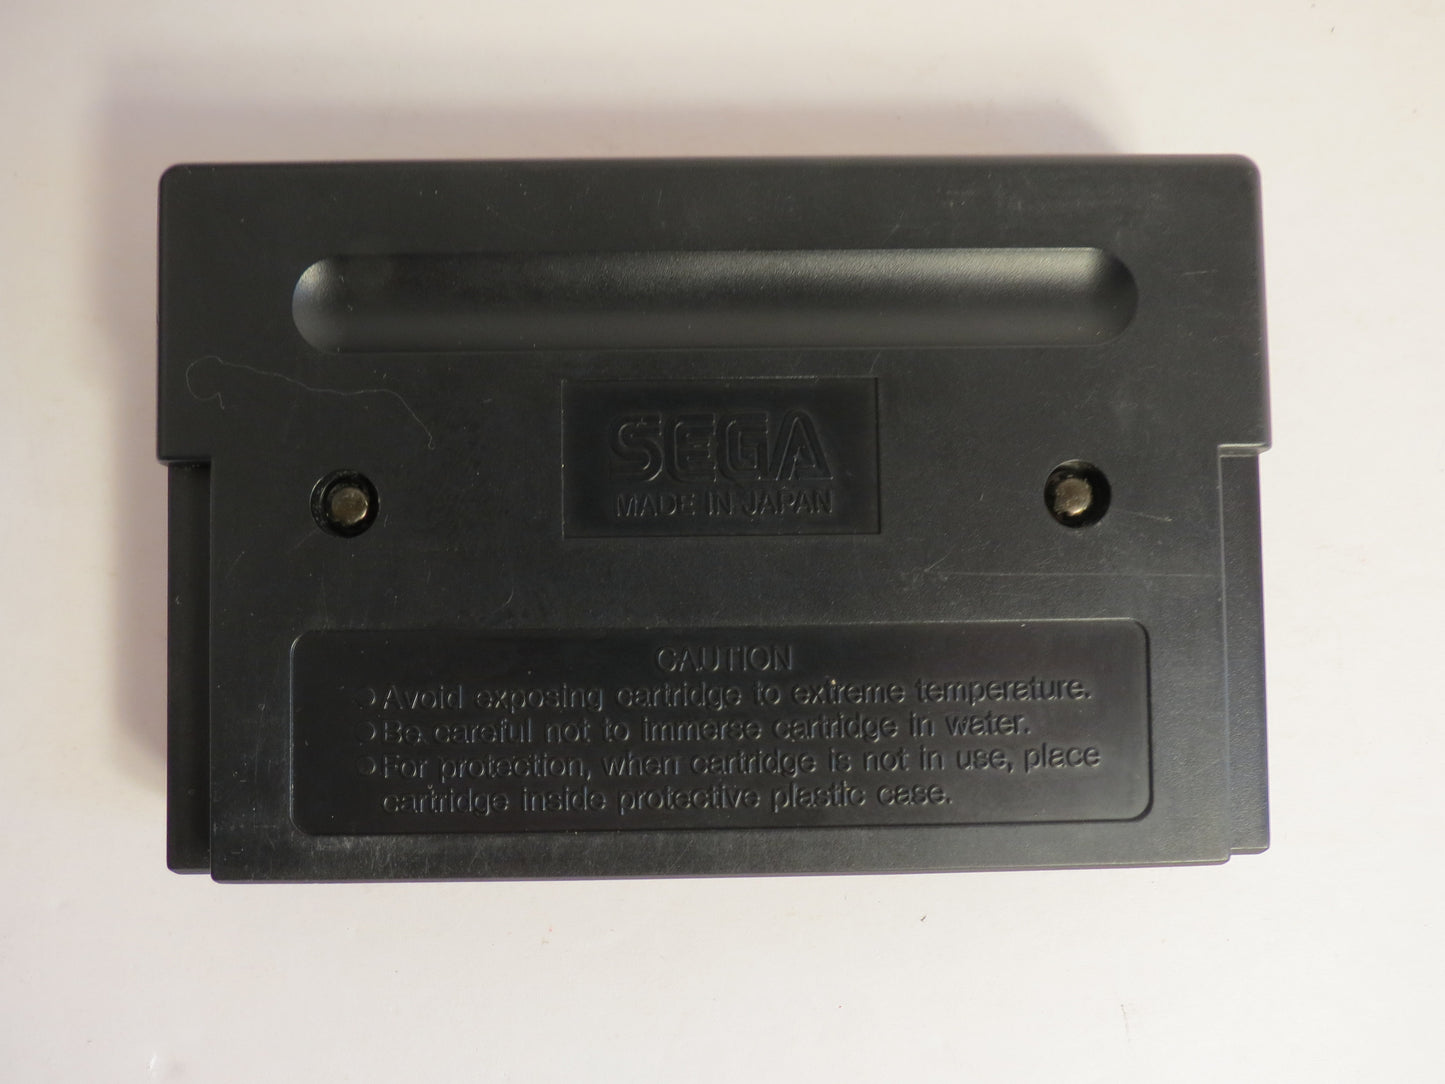 SEGA
MADE IN JAPAN
CAUTION
●Avoid exposing cartridge to extreme temperature.
●Be careful not to immerse cartridge in water.
●For protection, when cartridge is not in use, place
cartridge inside protective plastic case.